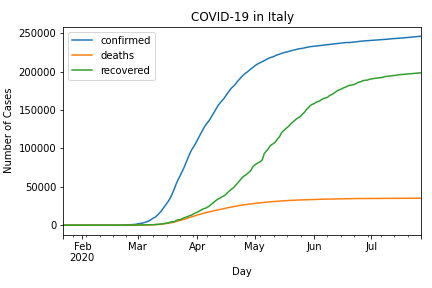 COVID-19 in Italy
confirmed
deaths
recovered
Number of Cases
250000
200000
150000
100000
50000
0
Feb Mar Apr May Jun Jul
2020
Day